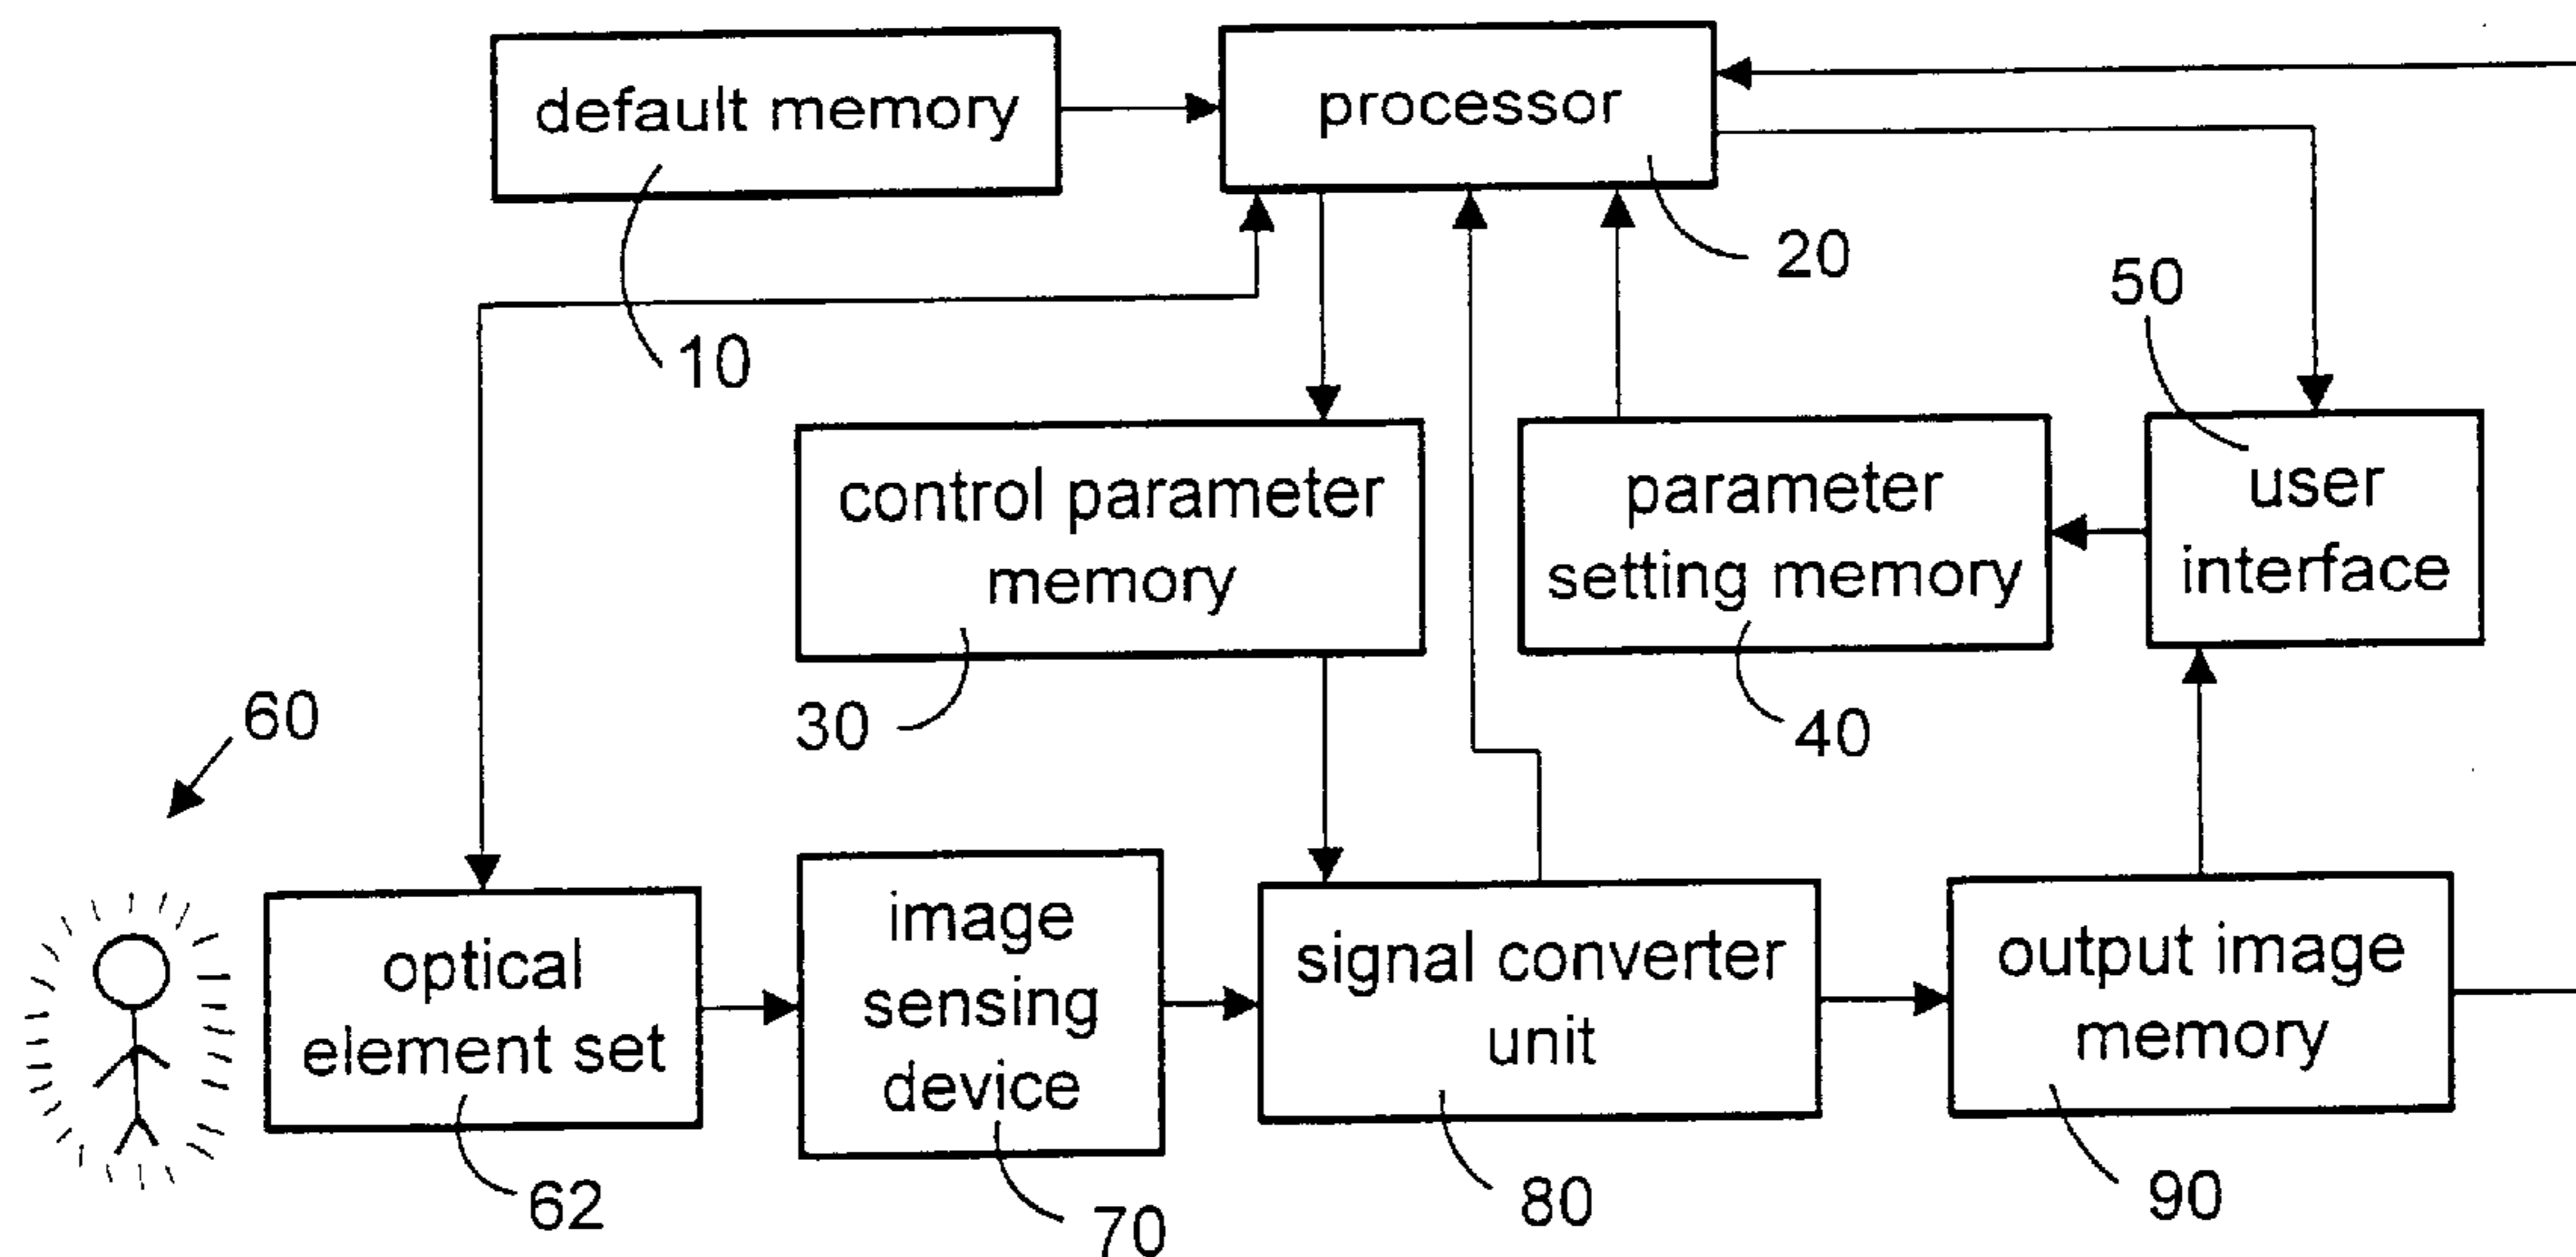 default memory
processor
20
50
10
control parameter
memory
parameter
setting memory
user
interface
60
30
40
optical
element set
image
sensing
device
signal converter
unit
output image
memory
62
70
80
90